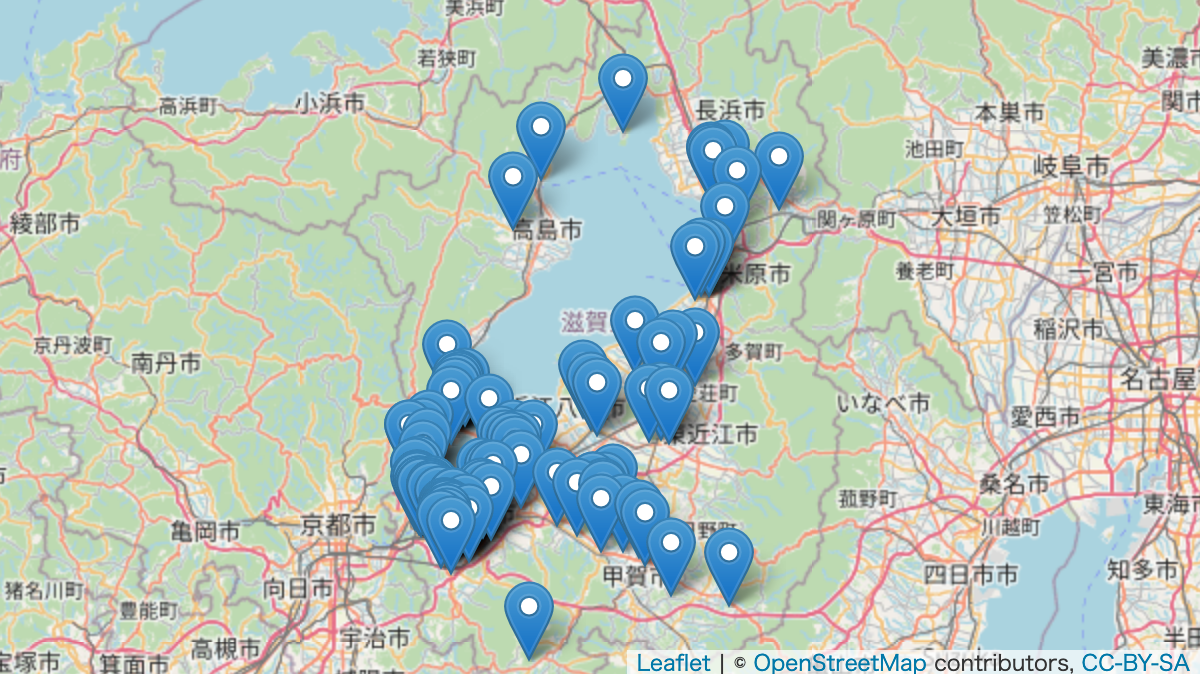 美浜町
若狭町
美濃市
高浜町
小浜市
長浜市
関市
本巣市
池田町
岐阜市
府
綾部市
高島市
関ヶ原町
大垣市
笠松町
米原市
養老町
一宮市
滋賀
稲沢市
京丹波町
南丹市
多賀町
名古屋
いなべ市
愛西市
東近江市
桑名市
菰野町
東海市
亀岡市
京都市
川越町
日野町
甲賀市
四日市市
知多市
猪名川町
向日市
豊能町
高槻市
宇治市
半田
宝塚市
箕面市
Leaflet | © OpenStreetMap contributors, CC-BY-SA